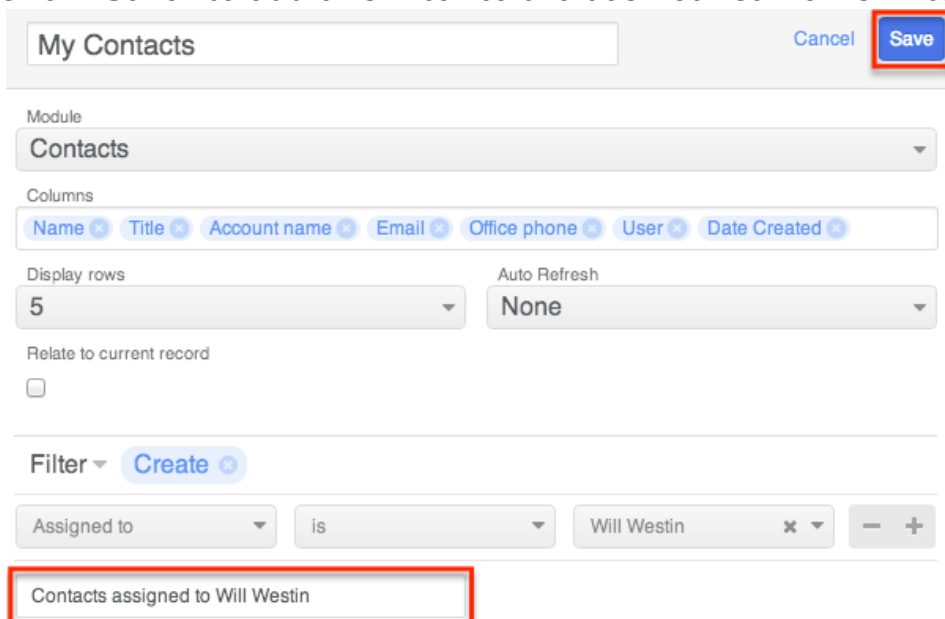 My Contacts Cancel Save
Module
Contacts
Columns
Name Title Account name Email Office phone User Date Created
Display rows Auto Refresh
5 None
Relate to current record
Filter Create
Assigned to is Will Westin
Contacts assigned to Will Westin